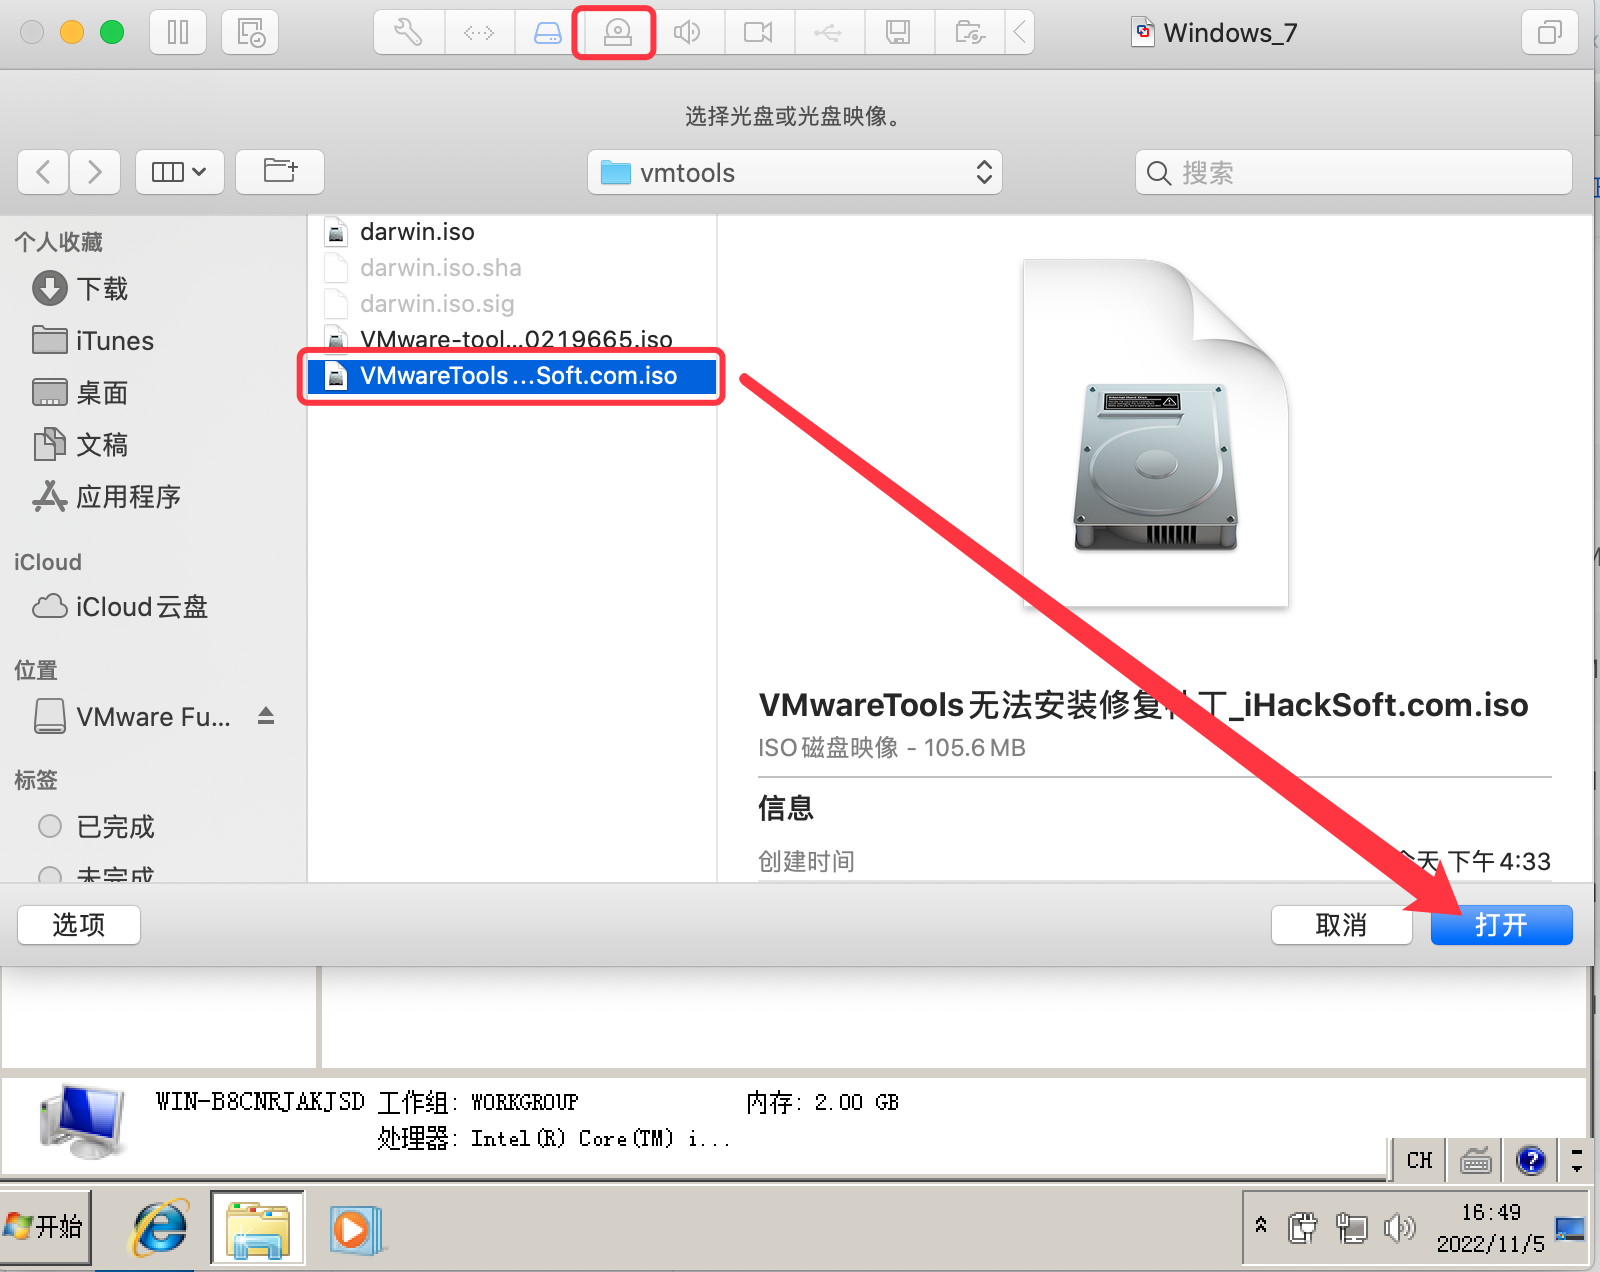 Windows_7
选择光盘或光盘映像。
vmtools
搜索
个人收藏
下载
iTunes
桌面
文稿
应用程序
iCloud
iCloud云盘
位置
VMware Fu...
标签
已完成
未完成
darwin.iso
darwin.iso.sha
darwin.iso.sig
VMware-tool...0219665.iso
VMwareTools...Soft.com.iso
VMwareTools无法安装修复补丁_iHackSoft.com.iso
ISO磁盘映像 - 105.6 MB
信息
创建时间
今天 下午4:33
选项
取消
打开
WIN-B8CNRJAKJSD 工作组: WORKGROUP
内存: 2.00 GB
处理器: Intel(R) Core(TM) i...
CH
开始
16:49
2022/11/5